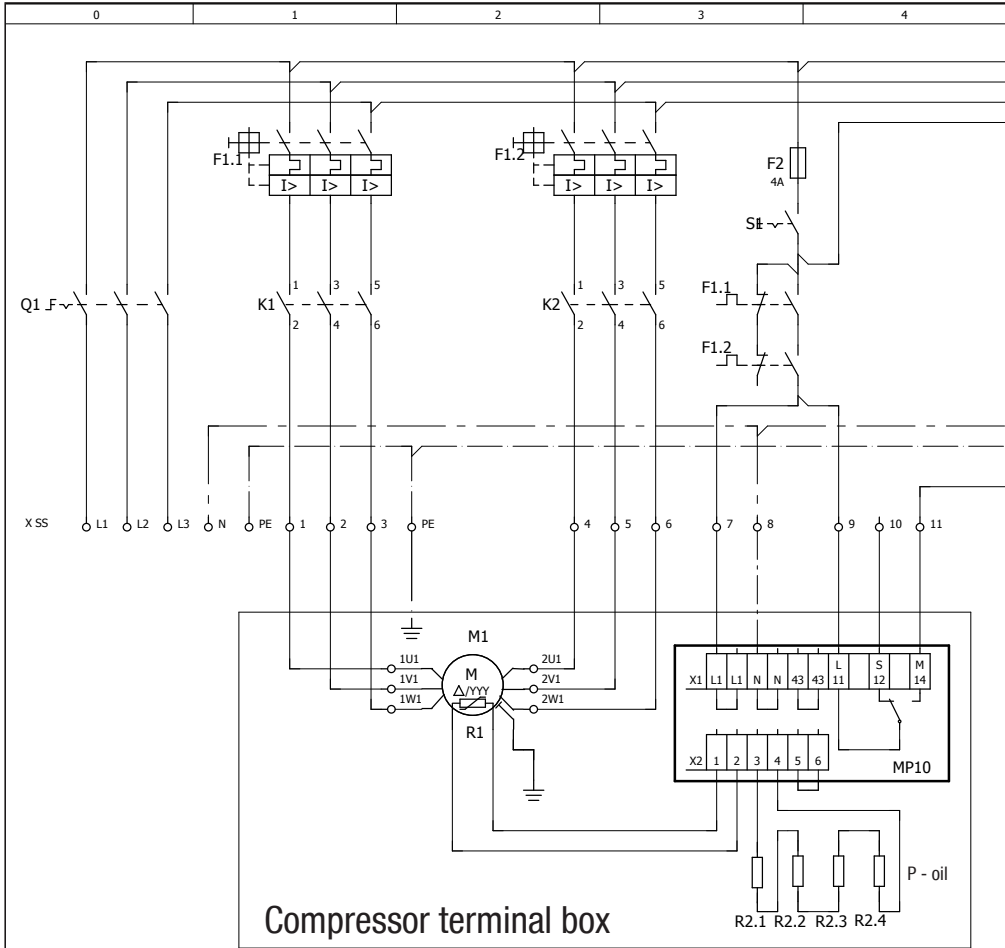 0 1 2 3 4
F1.1 F1.2 F2
4A
I> I> I> I> I> I>
S1
Q1 K1 1 3 5 K2 1 3 5 F1.1
2 4 6 2 4 6
F1.2
X SS L1 L2 L3 N PE 1 2 3 PE 4 5 6 7 8 9 10 11
M1
1U1 M 2U1
1V1 △/YYY 2V1
1W1 2W1
R1
L S M
X1 L1 L1 N N 43 43 11 12 14
X2 1 2 3 4 5 6 MP10
P - oil
R2.1 R2.2 R2.3 R2.4
Compressor terminal box